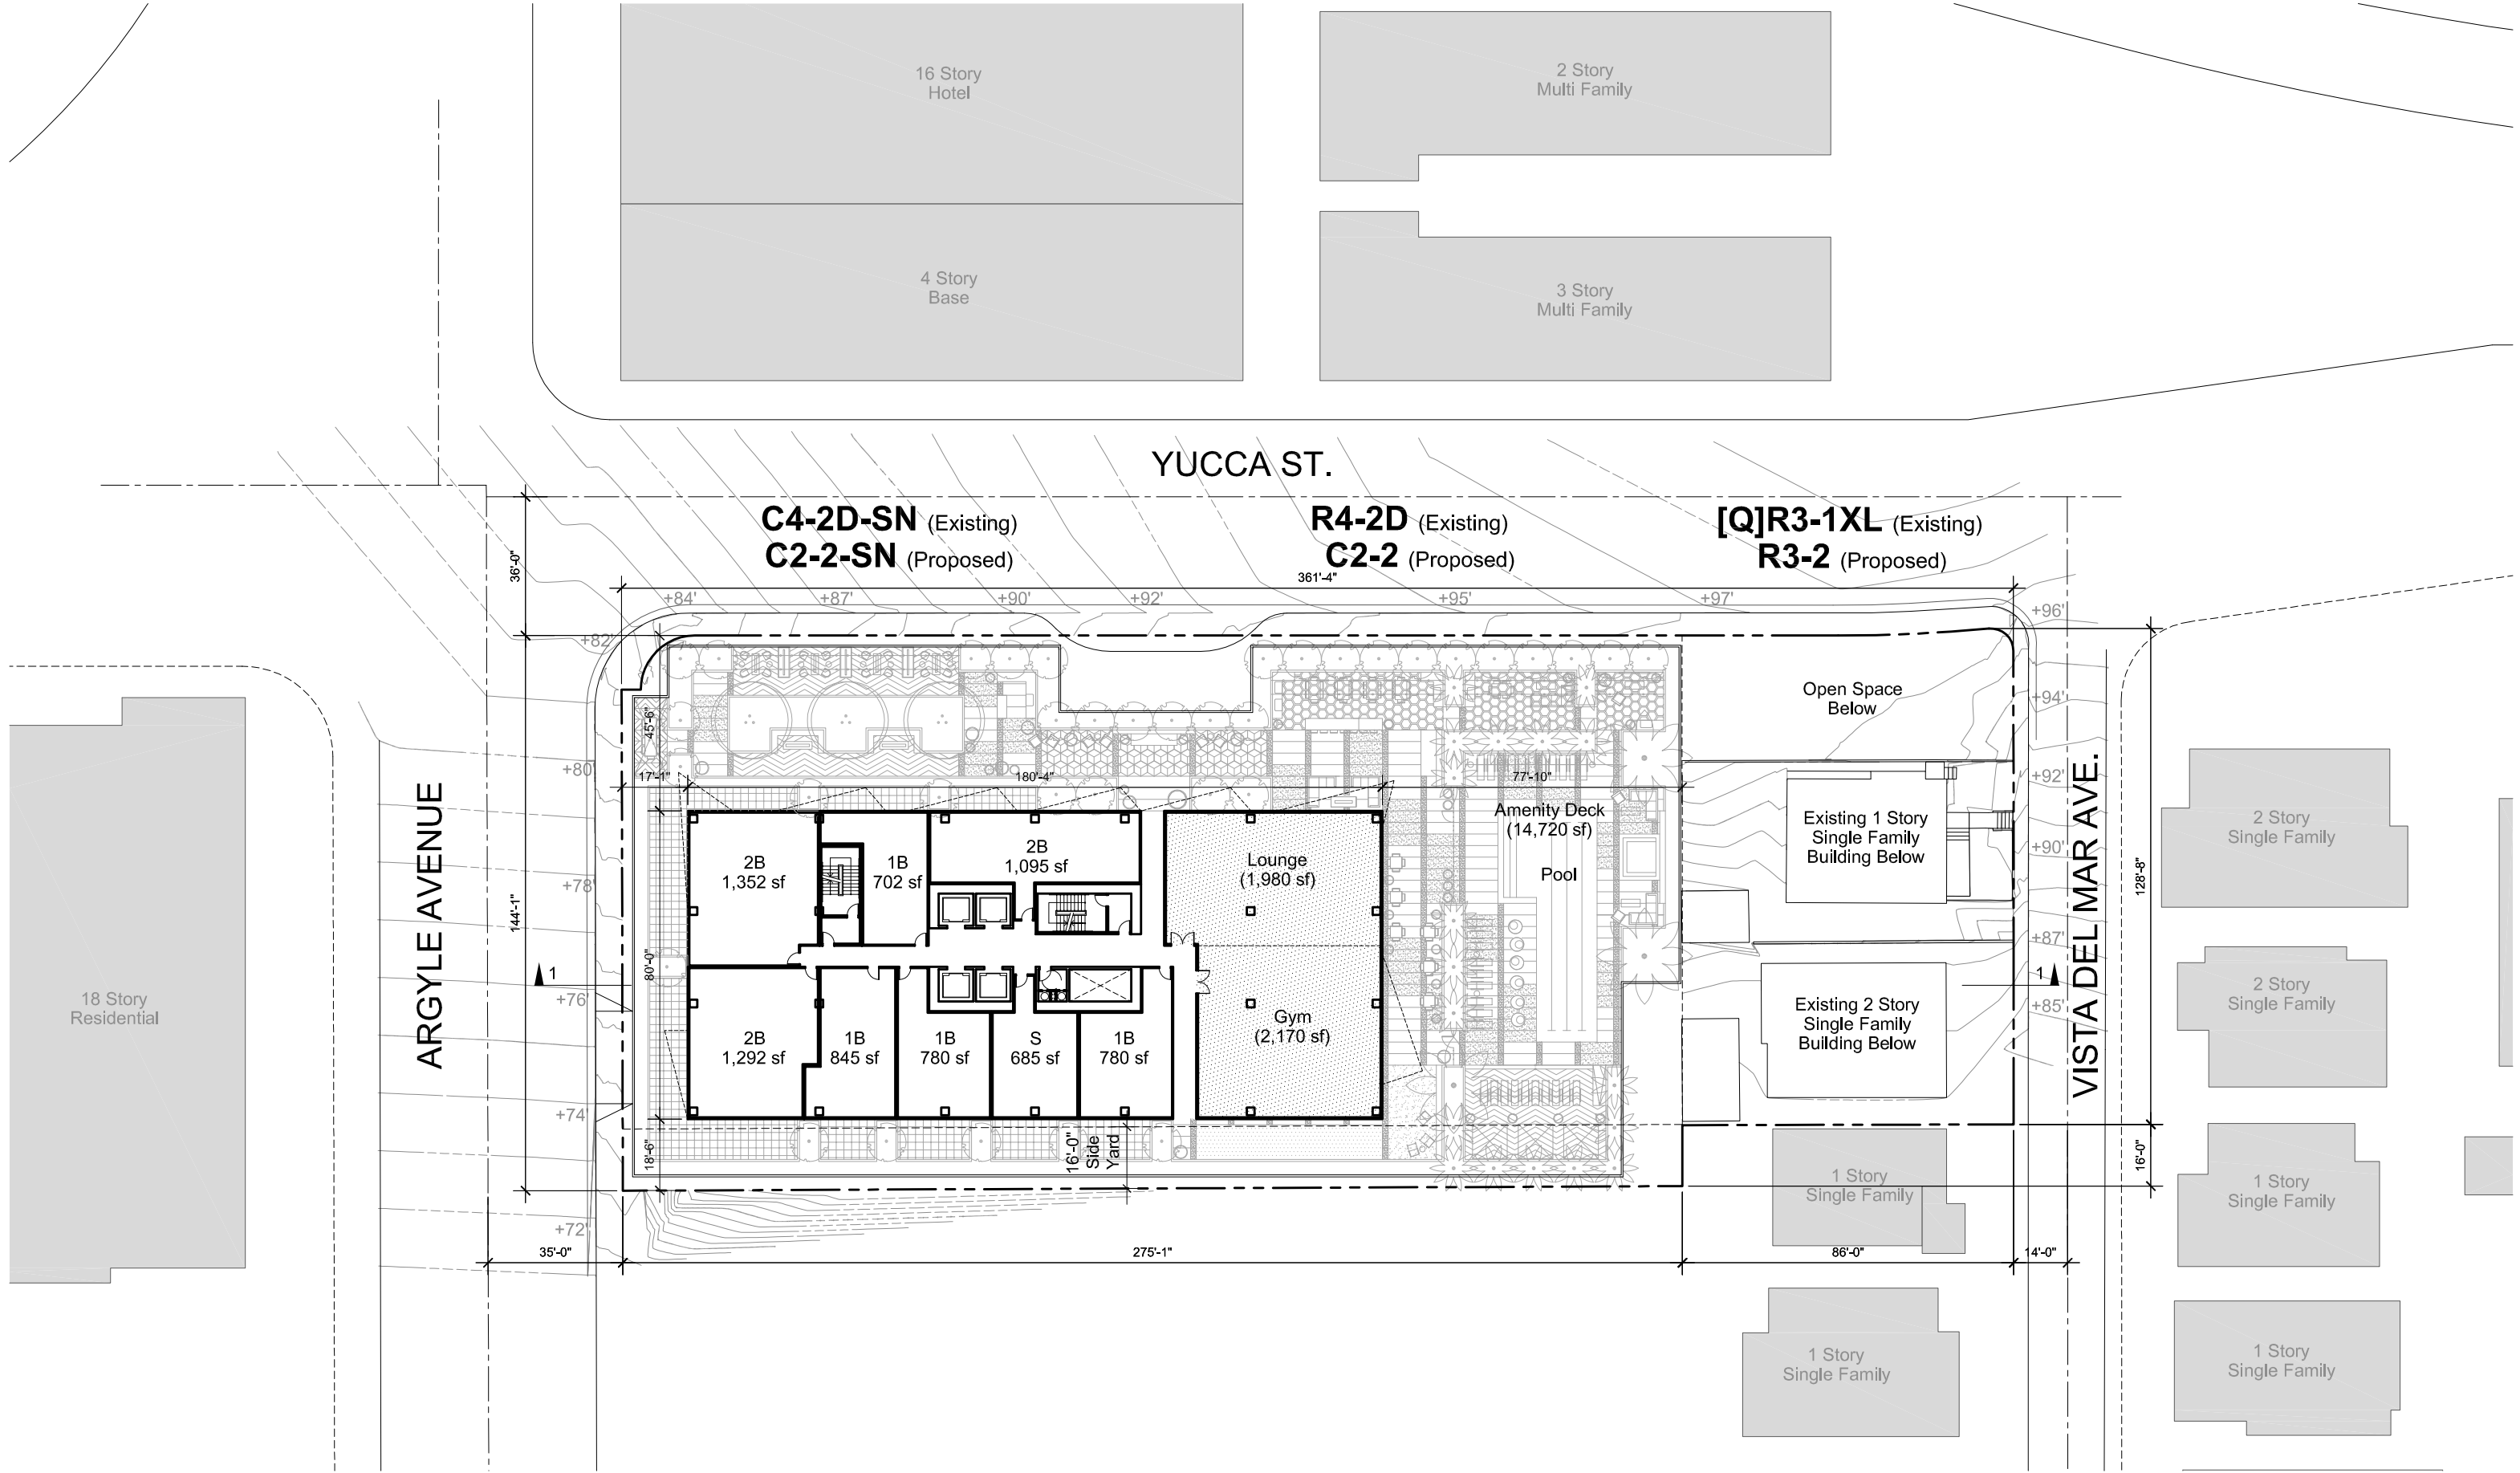 16 Story
Hotel
2 Story
Multi Family
4 Story
Base
3 Story
Multi Family
YUCCA ST.
C4-2D-SN (Existing)
C2-2-SN (Proposed)
R4-2D (Existing)
C2-2 (Proposed)
[Q]R3-1XL (Existing)
R3-2 (Proposed)
36'-0"
361'-4"
+84'
+87'
+90'
+92'
+95'
+97'
+96'
+82'
Open Space
Below
+94'
45'-6"
+80'
17'-1"
180'-4"
77'-10"
+92'
ARGYLE AVENUE
VISTA DEL MAR AVE.
Amenity Deck
(14,720 sf)
Pool
Existing 1 Story
Single Family
Building Below
2 Story
Single Family
+90'
2B
1,352 sf
1B
702 sf
2B
1,095 sf
Lounge
(1,980 sf)
+78'
144'-1"
128'-8"
+87'
80'-0"
1
1
+76'
18 Story
Residential
2 Story
Single Family
Existing 2 Story
Single Family
Building Below
+85'
2B
1,292 sf
1B
845 sf
1B
780 sf
S
685 sf
1B
780 sf
Gym
(2,170 sf)
+74'
18'-6"
16'-0"
Side
Yard
16'-0"
1 Story
Single Family
1 Story
Single Family
+72'
35'-0"
275'-1"
86'-0"
14'-0"
1 Story
Single Family
1 Story
Single Family